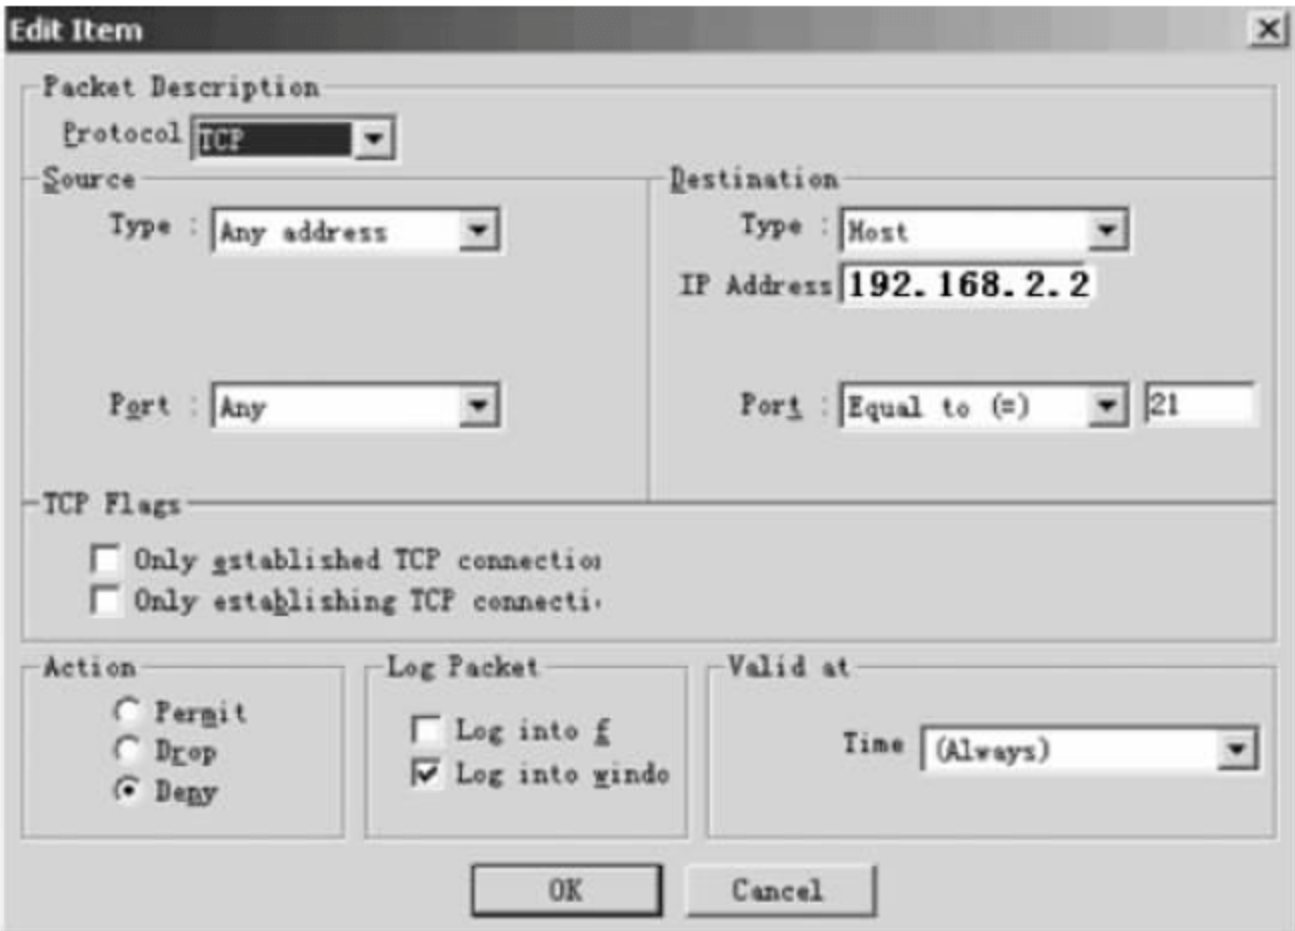 Edit Item
Packet Description
Protocol TCP
Source
Type : Any address
Port : Any
Destination
Type : Host
IP Address 192.168.2.2
Port : Equal to (=) 21
TCP Flags
Only established TCP connectio
Only establishing TCP connecti
Action
Permit
Drop
Deny
Log Packet
Log into f
Log into windo
Valid at
Time (Always)
OK Cancel